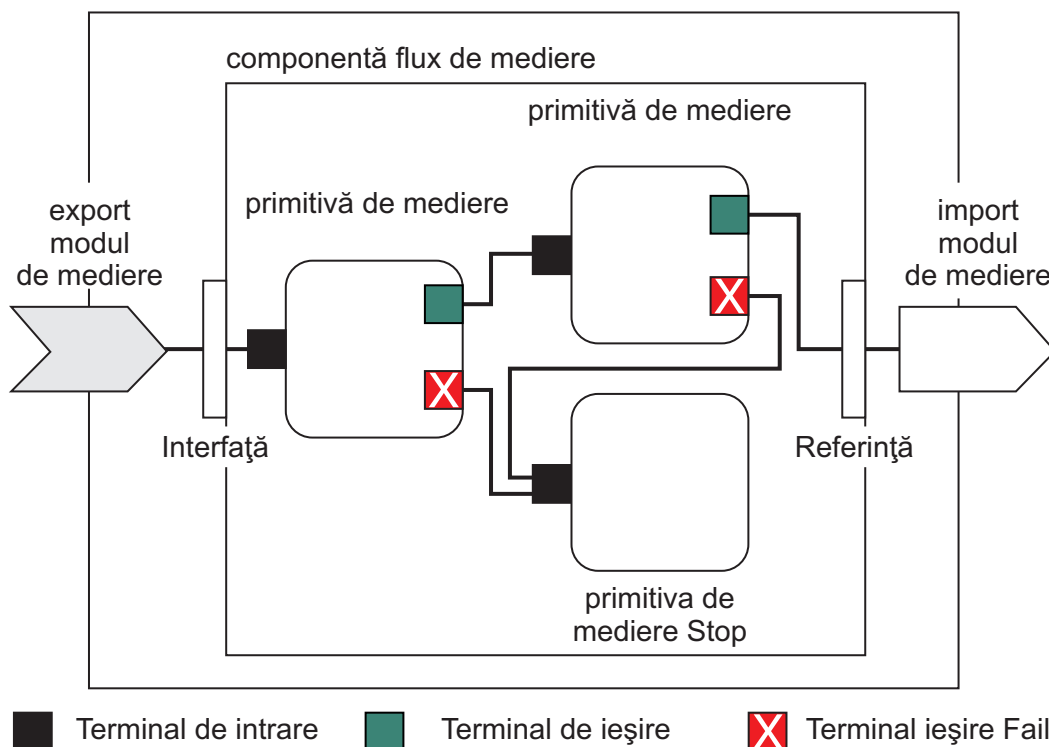 componentă flux de mediere
primitivă de mediere
primitivă de mediere
export
modul
de mediere
import
modul
de mediere
X
X
Interfaţă
Referinţă
primitiva de
mediere Stop
Terminal de intrare
Terminal de ieşire
X
Terminal ieşire Fail